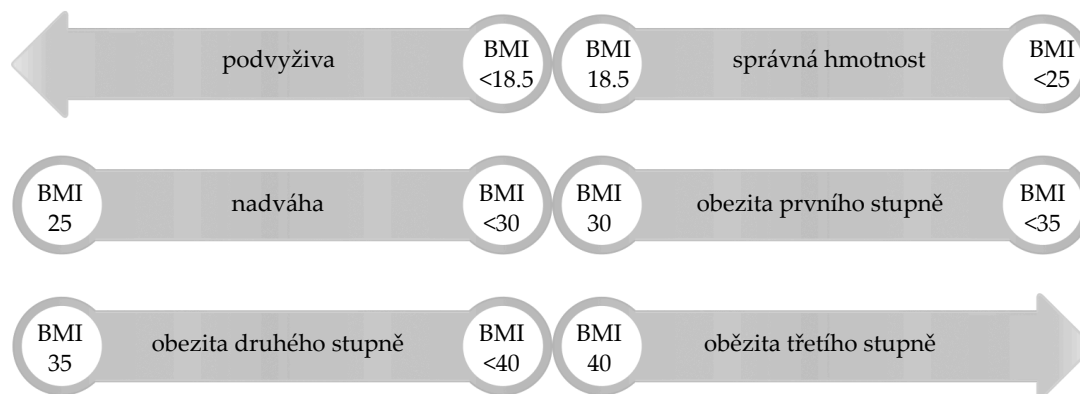 podvyživa
BMI
<18.5
BMI
18.5
správná hmotnost
BMI
<25
BMI
25
nadváha
BMI
<30
BMI
30
obezita prvního stupně
BMI
<35
BMI
35
obezita druhého stupně
BMI
<40
BMI
40
obězita třetího stupně